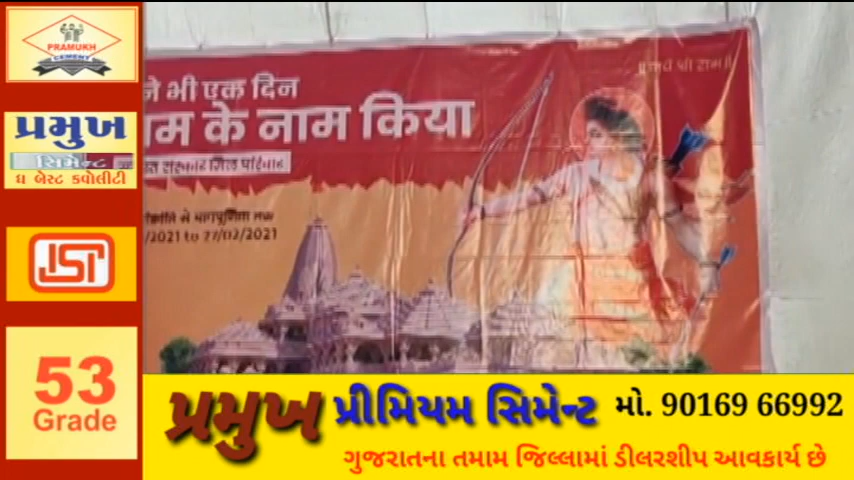 PRAMUKH
CEMENT
પ્રમુખ
સિમેન્ટ
ધ બેસ્ટ ક્વોલીટી
53
Grade
ने भी एक दिन
ाम के नाम किया
परिवार
/2021 to 27/02/2021
श्री राम॥
પ્રમુખ પ્રીમિયમ સિમેન્ટ મો. 90169 66992
ગુજરાતના તમામ જિલ્લામાં ડીલરશીપ આવકાર્ય છે